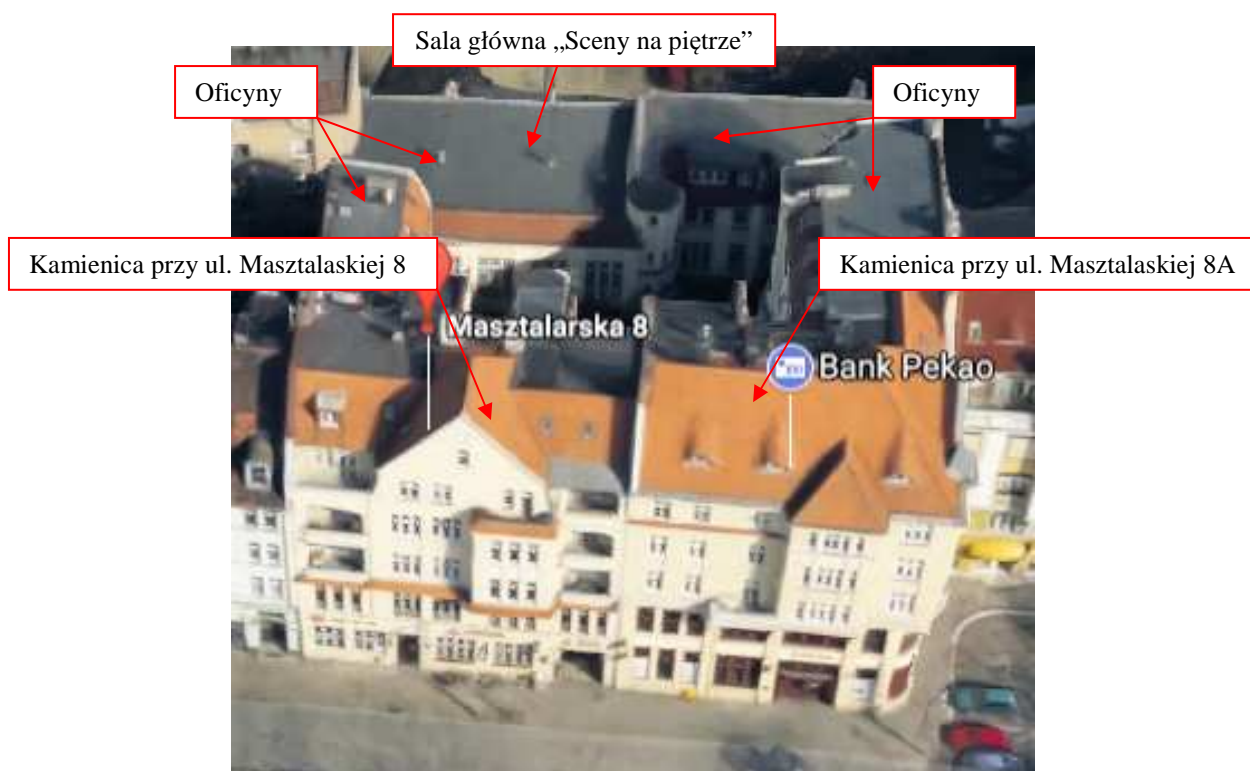 Sala główna „Sceny na piętrze”
Oficyny
Oficyny
Kamienica przy ul. Masztalaskiej 8
Kamienica przy ul. Masztalaskiej 8A
Masztalarska 8
Bank Pekao